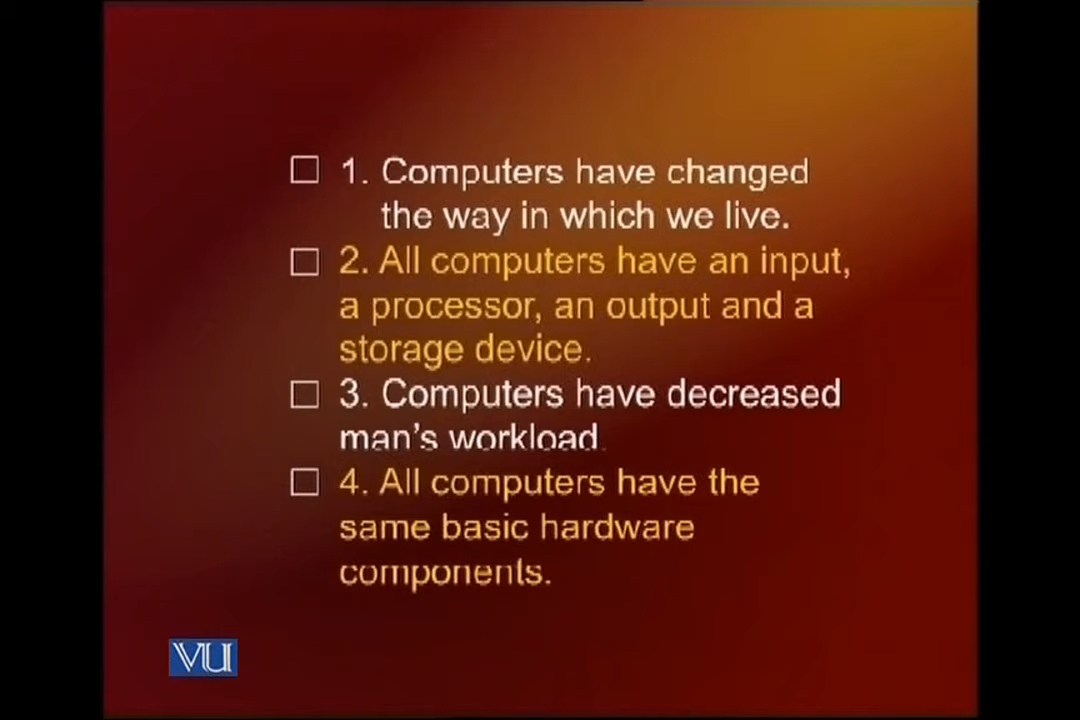 ☐ 1. Computers have changed
the way in which we live.
☐ 2. All computers have an input,
a processor, an output and a
storage device.
☐ 3. Computers have decreased
man's workload.
☐ 4. All computers have the
same basic hardware
components.
VU